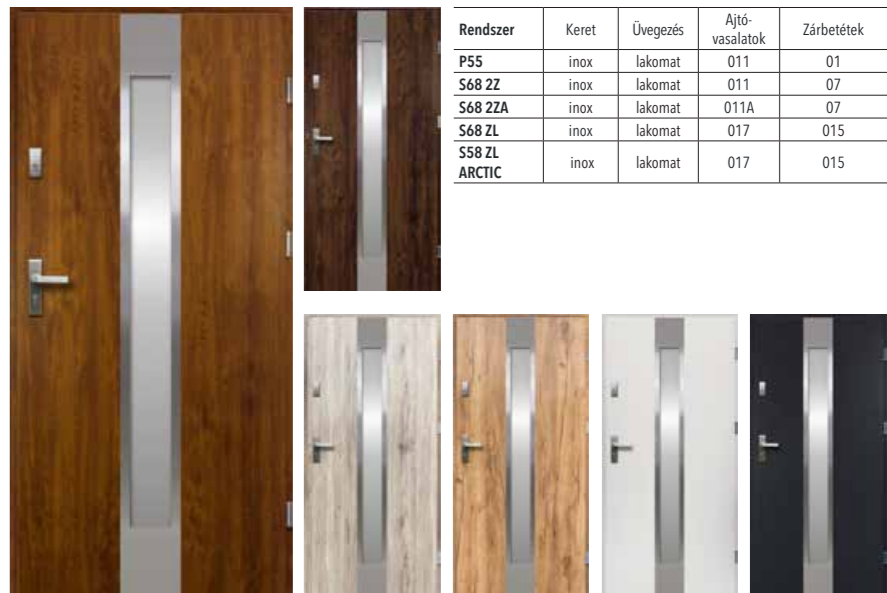 Rendszer Keret Üvegezés Ajtó-vasalatok Zárbetétek
P55 inox lakomat 011 01
S68 2Z inox lakomat 011 07
S68 2ZA inox lakomat 011A 07
S68 ZL inox lakomat 017 015
S58 ZL ARCTIC inox lakomat 017 015